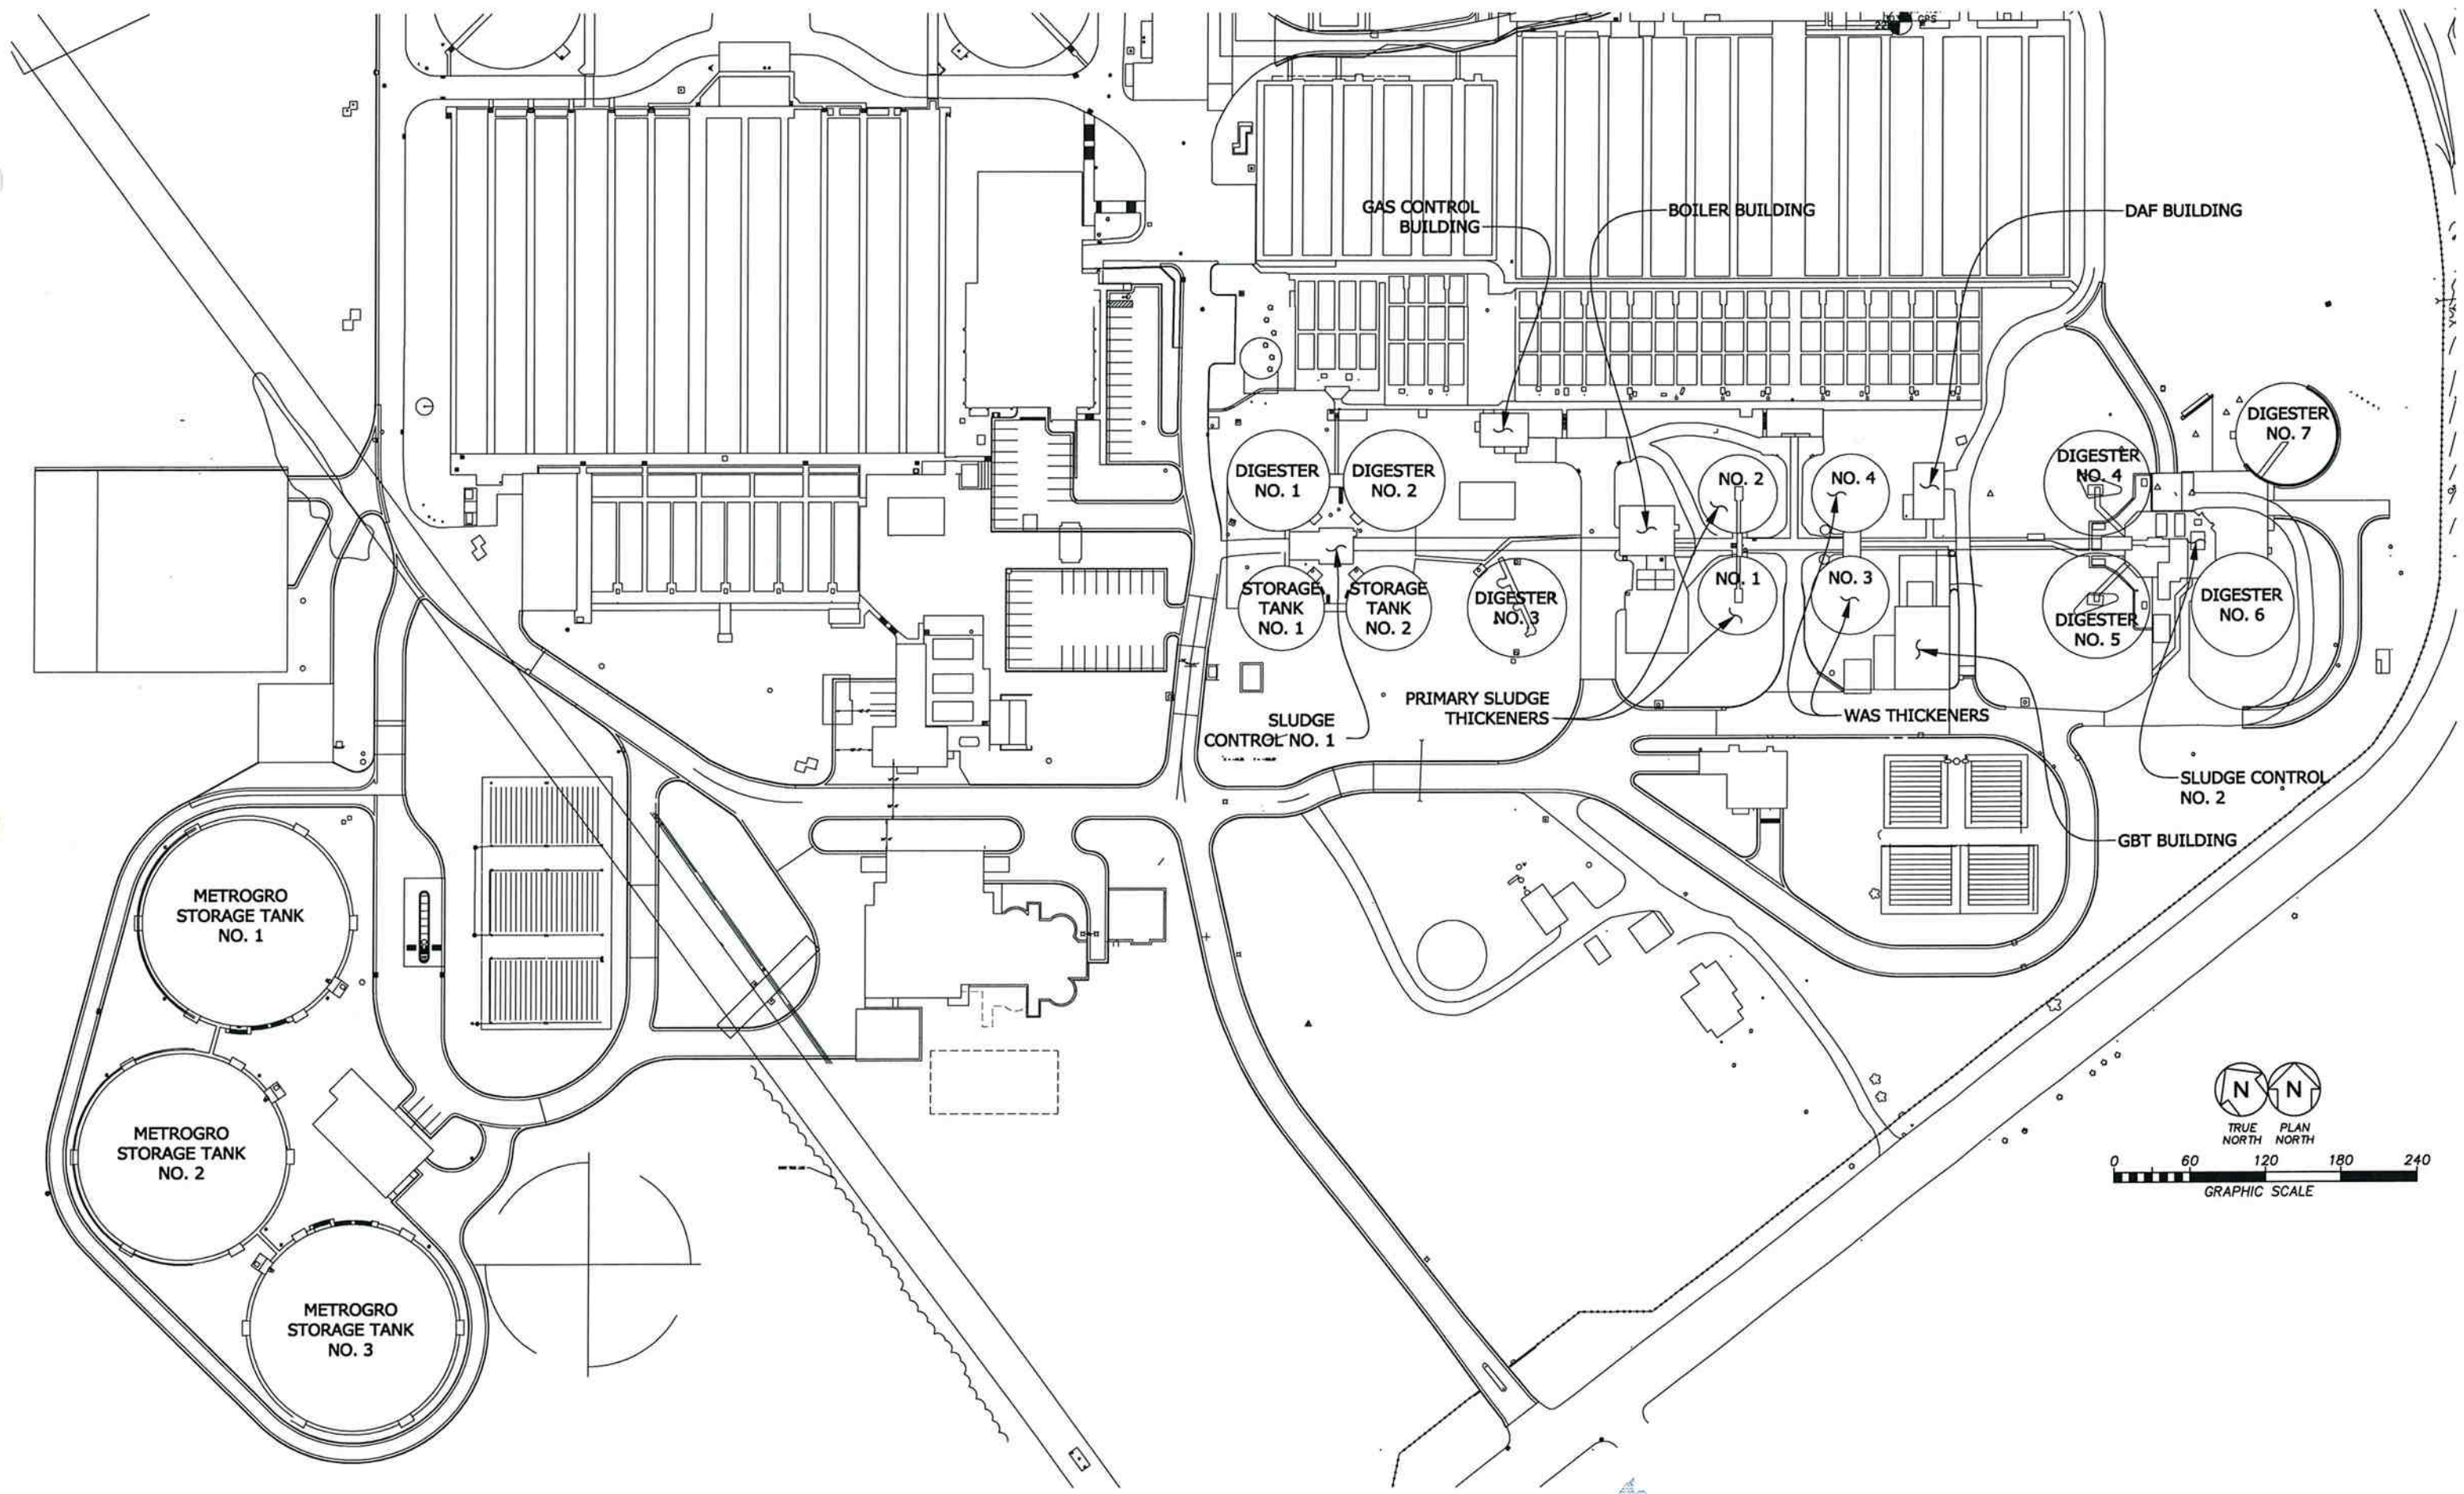 GPS
GAS CONTROL
BUILDING
BOILER BUILDING
DAF BUILDING
DIGESTER
NO. 1
DIGESTER
NO. 2
NO. 2
NO. 4
DIGESTER
NO. 4
DIGESTER
NO. 7
STORAGE
TANK
NO. 1
STORAGE
TANK
NO. 2
DIGESTER
NO. 3
NO. 1
NO. 3
DIGESTER
NO. 5
DIGESTER
NO. 6
SLUDGE
CONTROL NO. 1
PRIMARY SLUDGE
THICKENERS
WAS THICKENERS
SLUDGE CONTROL
NO. 2
GBT BUILDING
METROGRO
STORAGE TANK
NO. 1
METROGRO
STORAGE TANK
NO. 2
METROGRO
STORAGE TANK
NO. 3
N
N
TRUE
NORTH
PLAN
NORTH
0 60 120 180 240
GRAPHIC SCALE